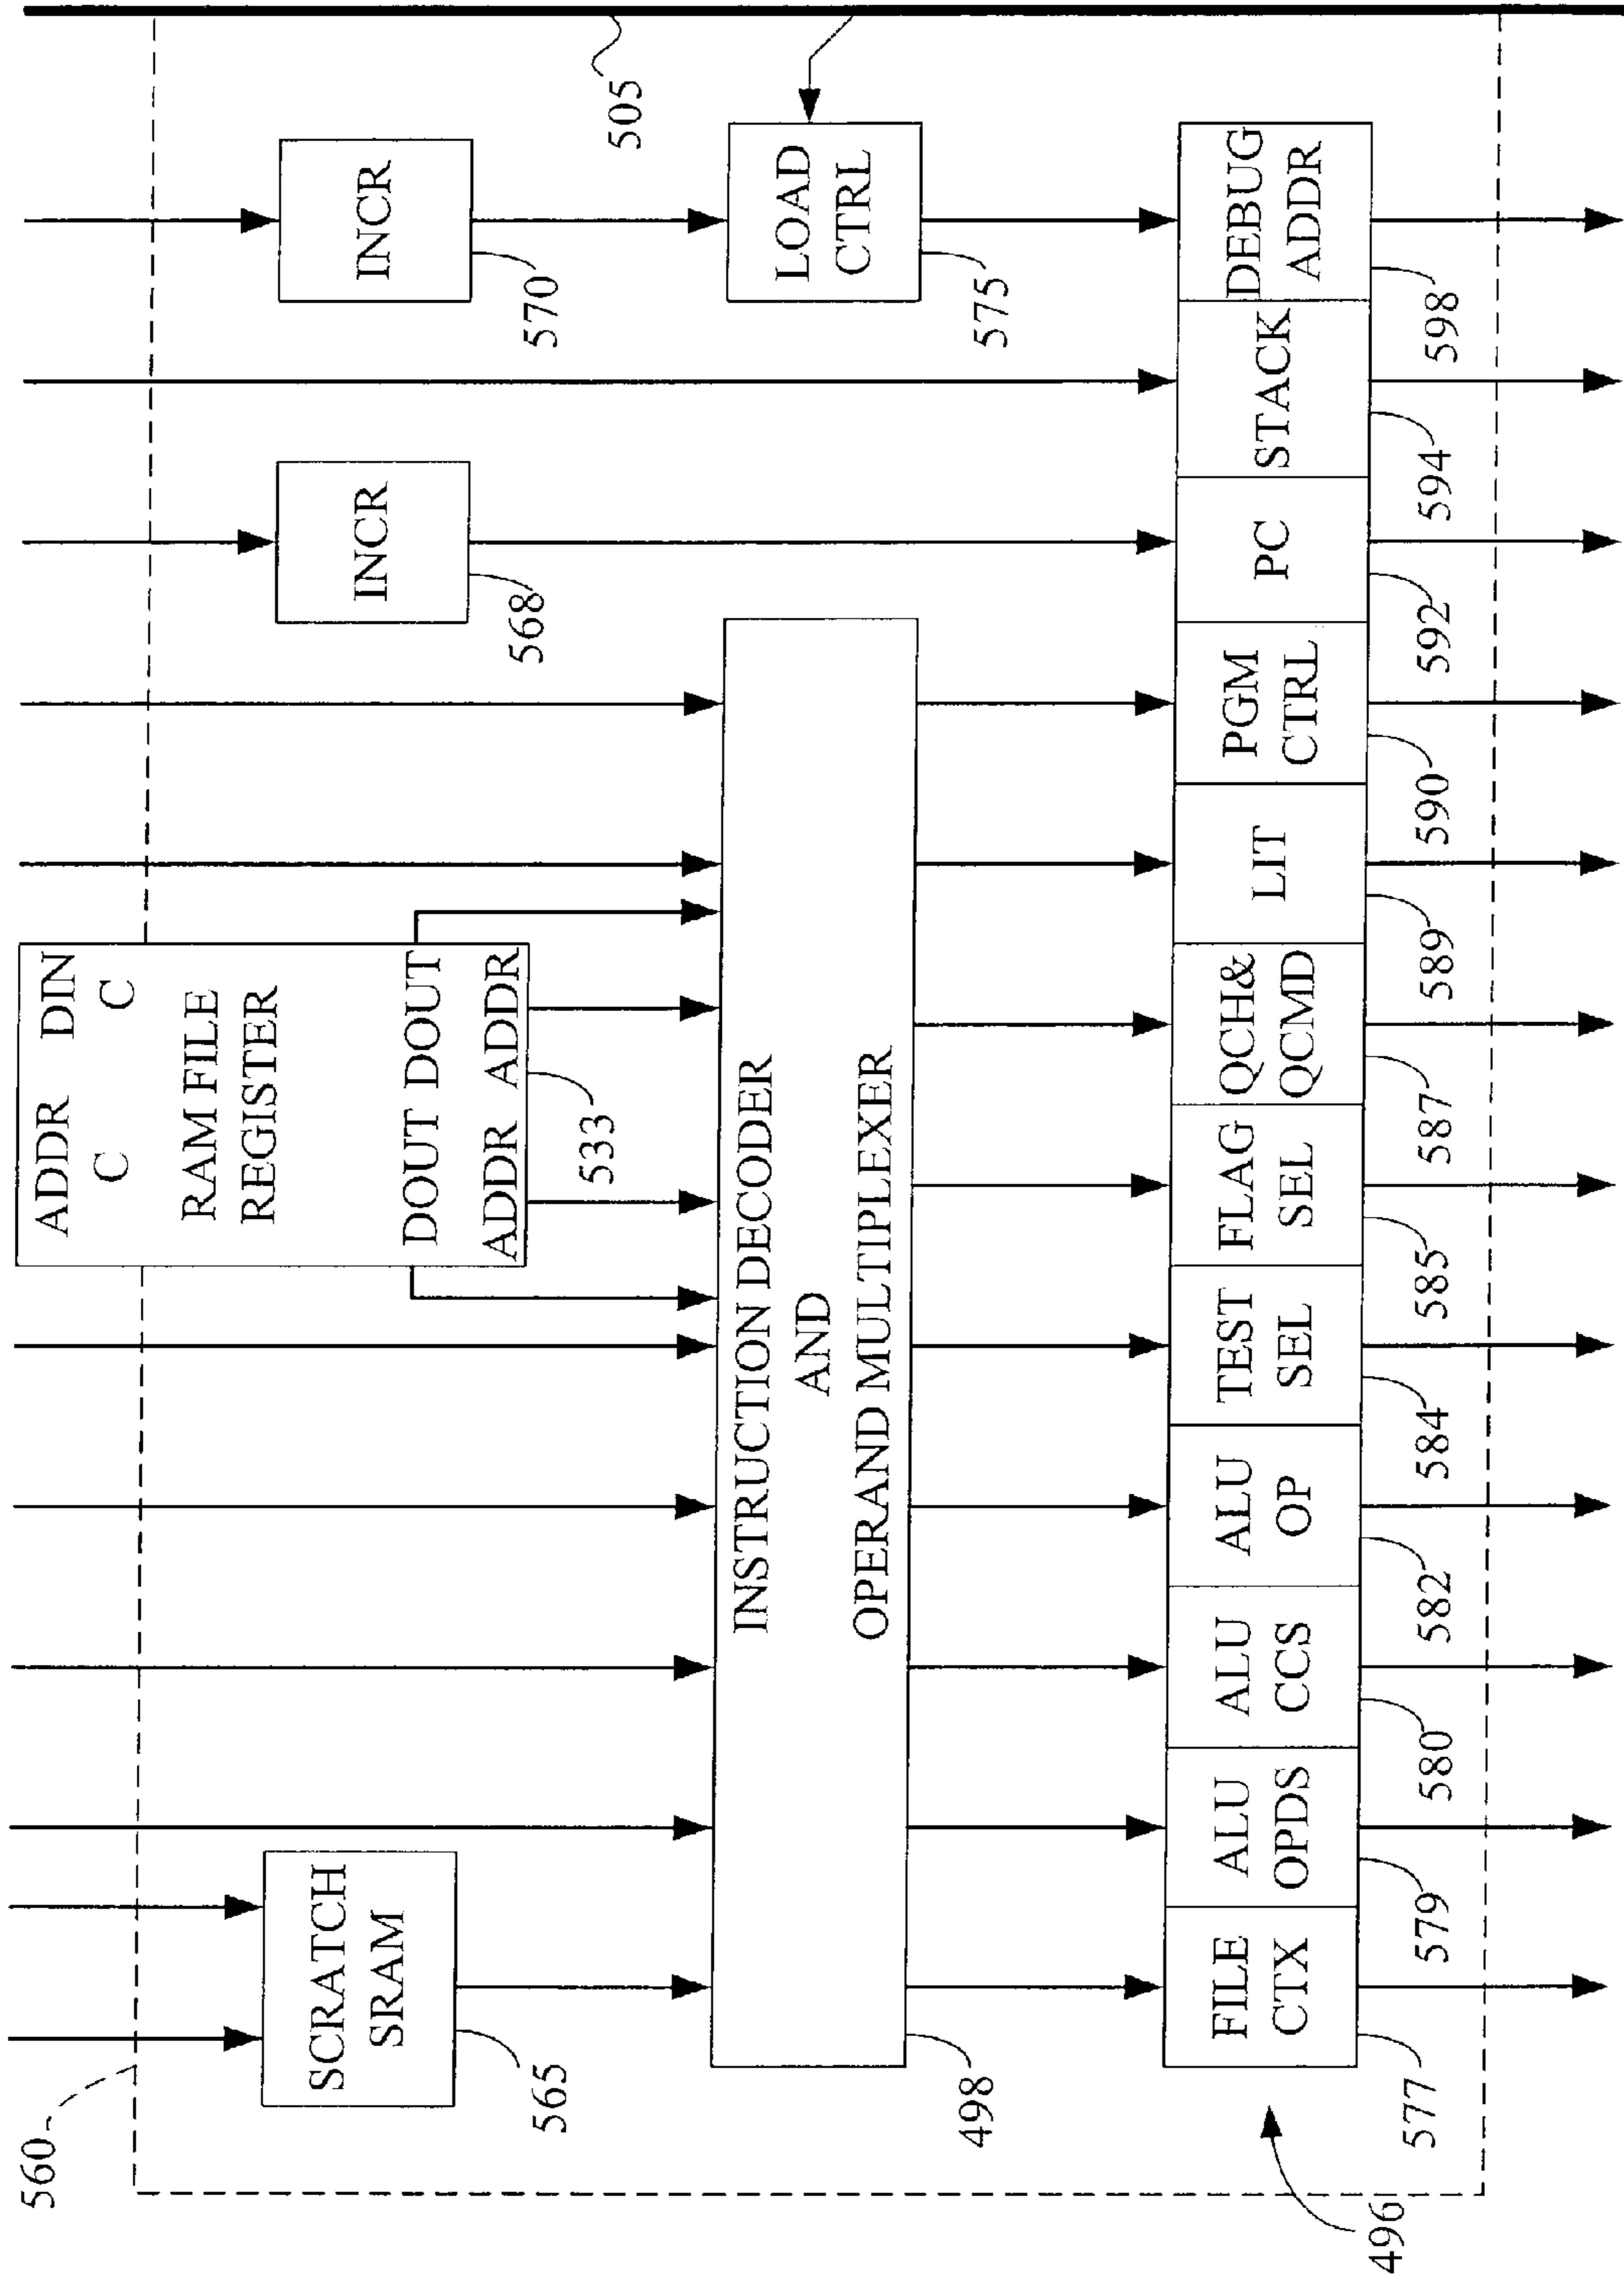 560
505
ADDR DIN
C C
RAM FILE
REGISTER
DOUT DOUT
ADDR ADDR
533
SCRATCH
SRAM
565
INCR
568
INCR
570
INSTRUCTION DECODER
AND
OPERAND MULTIPLEXER
498
LOAD
CTRL
575
FILE
CTX
577
ALU
OPDS
579
ALU
CCS
580
ALU
OP
582
TEST
SEL
584
FLAG
SEL
585
QCH&
QCMD
587
LIT
589
PGM
CTRL
590
PC
592
STACK
594
DEBUG
ADDR
598
496